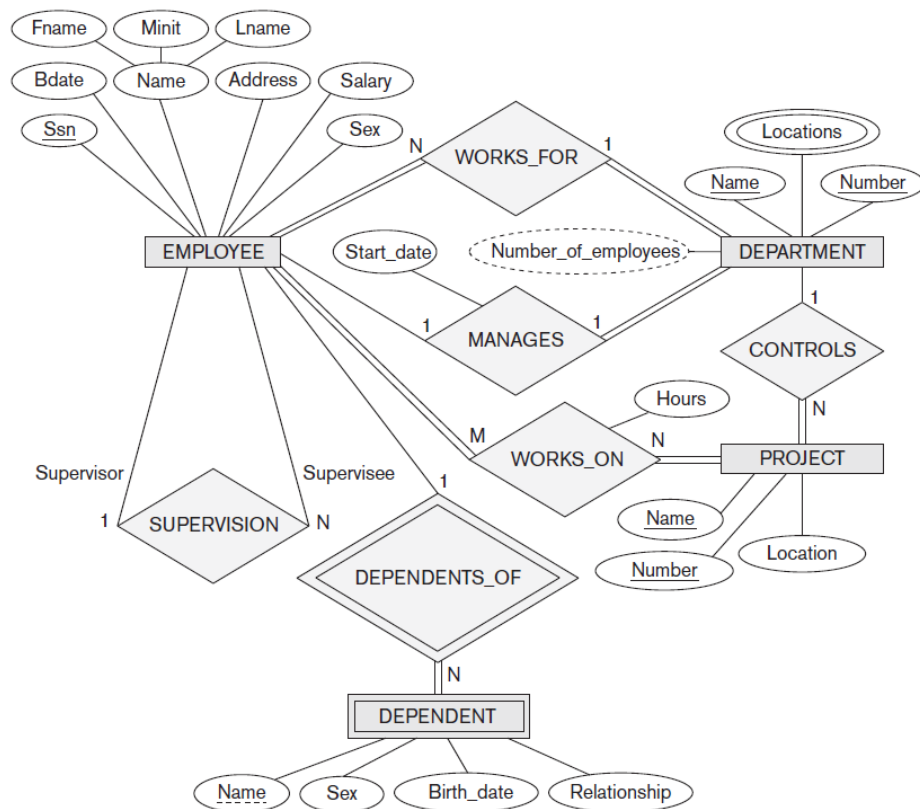 Fname
Minit
Lname
Bdate
Name
Address
Salary
Ssn
Sex
N
WORKS_FOR
1
Locations
Name
Number
EMPLOYEE
Start_date
Number_of_employees
DEPARTMENT
1
MANAGES
1
1
CONTROLS
N
Hours
M
WORKS_ON
N
PROJECT
Supervisor
Supervisee
1
SUPERVISION
N
1
Name
Number
Location
DEPENDENTS_OF
N
DEPENDENT
Name
Sex
Birth_date
Relationship